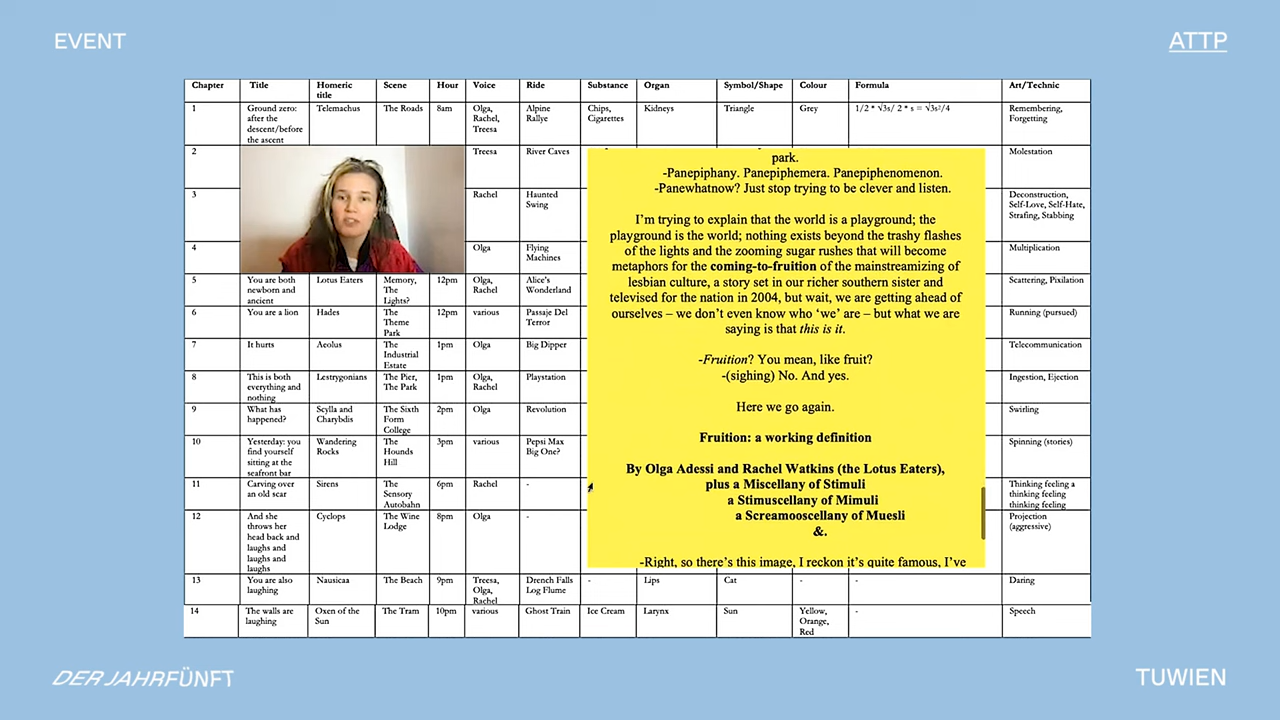 EVENT
ATTP
Chapter Title Homeric title Scene Hour Voice Ride Substance Organ Symbol/Shape Colour Formula Art/Technic
1 Ground zero: after the descent/before the ascent Telemachus The Roads 8am Olga, Rachel, Treesa Alpine Rallye Chips, Cigarettes Kidneys Triangle Grey 1/2 * √3s/ 2 * s = √3s²/4 Remembering, Forgetting
2 Treesa River Caves Molestation
3 Rachel Haunted Swing Deconstruction, Self-Love, Self-Hate, Strafing, Stabbing
4 Olga Flying Machines Multiplication
5 You are both newborn and ancient Lotus Eaters Memory, The Lights? 12pm Olga, Rachel Alice's Wonderland Scattering, Pixilation
6 You are a lion Hades The Theme Park 12pm various Passaje Del Terror Running (pursued)
7 It hurts Aeolus The Industrial Estate 1pm Olga Big Dipper Telecommunication
8 This is both everything and nothing Lestrygonians The Pier, The Park 1pm Olga, Rachel Playstation Ingestion, Ejection
9 What has happened? Scylla and Charybdis The Sixth Form College 2pm Olga Revolution Swirling
10 Yesterday: you find yourself sitting at the seafront bar Wandering Rocks The Hounds Hill 3pm various Pepsi Max Big One? Spinning (stories)
11 Carving over an old scar Sirens The Sensory Autobahn 6pm Rachel - Thinking feeling a thinking feeling thinking feeling
12 And she throws her head back and laughs and laughs and laughs Cyclops The Wine Lodge 8pm Olga - Projection (aggressive)
13 You are also laughing Nausicaa The Beach 9pm Treesa, Olga, Rachel Drench Falls Log Flume - Lips Cat - - Daring
14 The walls are laughing Oxen of the Sun The Tram 10pm various Ghost Train Ice Cream Larynx Sun Yellow, Orange, Red - Speech
park.
-Panepiphany. Panepiphemera. Panepiphenomenon.
-Panewhatnow? Just stop trying to be clever and listen.
I'm trying to explain that the world is a playground; the
playground is the world; nothing exists beyond the trashy flashes
of the lights and the zooming sugar rushes that will become
metaphors for the coming-to-fruition of the mainstreamizing of
lesbian culture, a story set in our richer southern sister and
televised for the nation in 2004, but wait, we are getting ahead of
ourselves – we don't even know who 'we' are – but what we are
saying is that this is it.
-Fruition? You mean, like fruit?
-(sighing) No. And yes.
Here we go again.
Fruition: a working definition
By Olga Adessi and Rachel Watkins (the Lotus Eaters),
plus a Miscellany of Stimuli
a Stimuscellany of Mimuli
a Screamooscellany of Muesli
&.
-Right, so there's this image, I reckon it's quite famous, I've
DER JAHRFÜNFT
TUWIEN